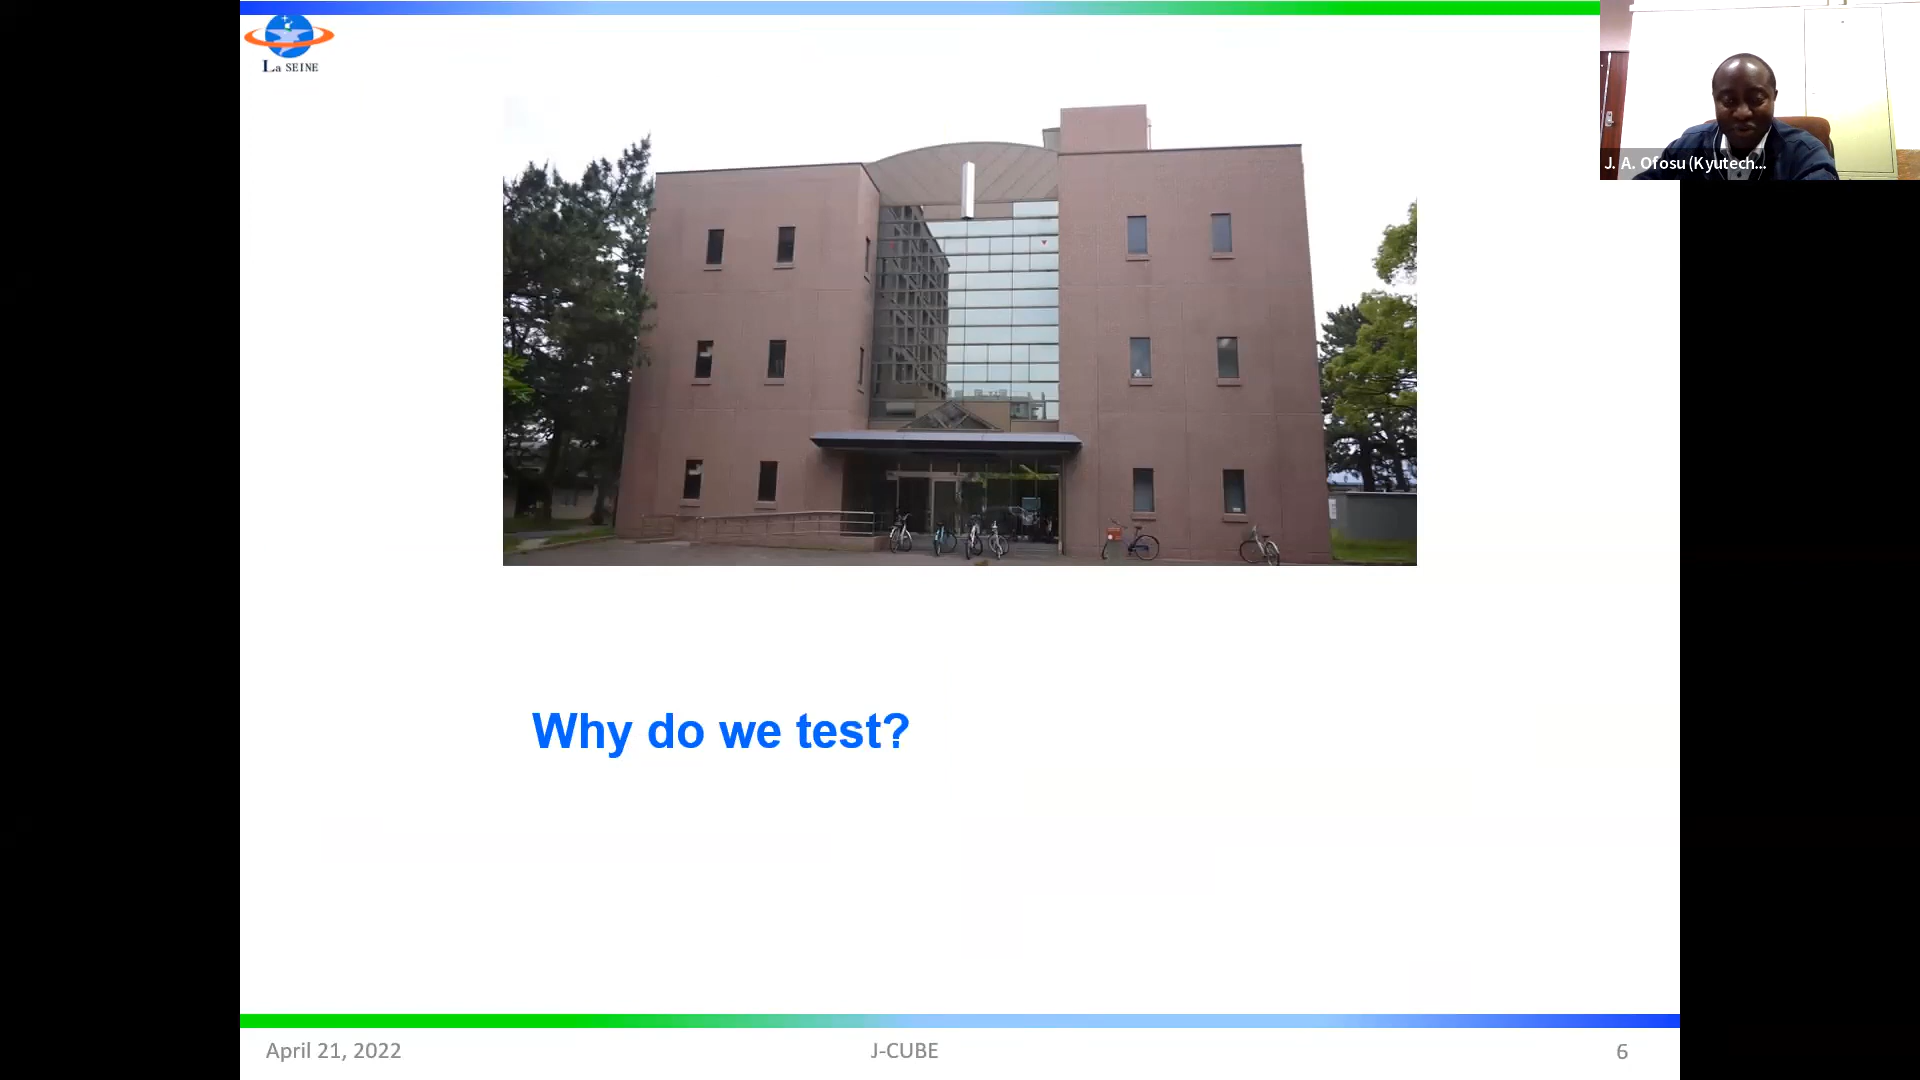 La SEINE
J. A. Ofosu (Kyutech...
Why do we test?
April 21, 2022
J-CUBE
6